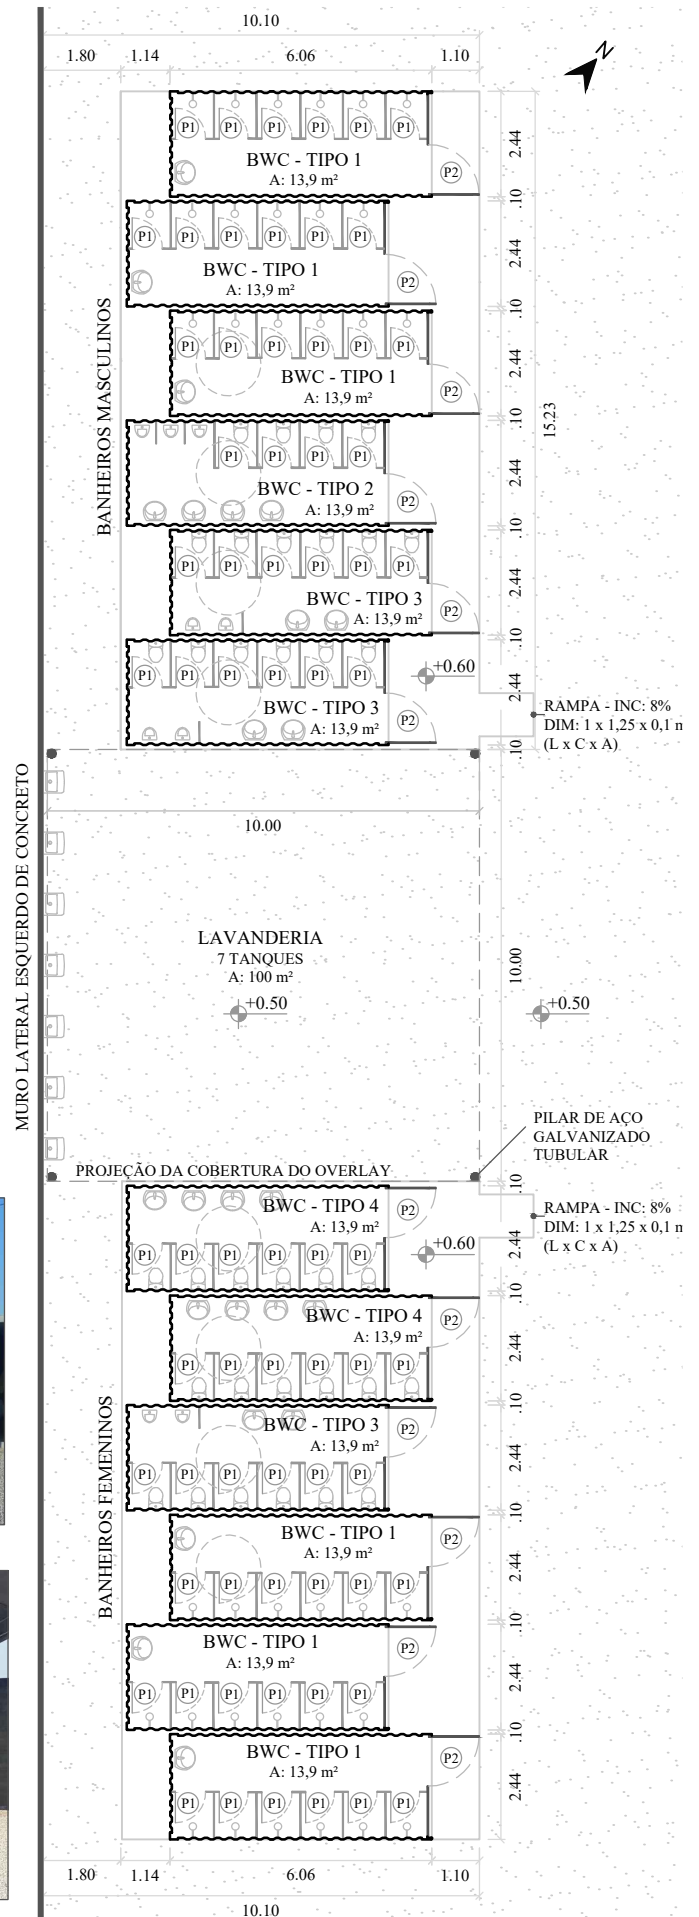 10.10
1.80
1.14
6.06
1.10
N
BANHEIROS MASCULINOS
P1 P1 P1 P1 P1 P1
BWC - TIPO 1
A: 13,9 m²
P2
2.44
.10
P1 P1 P1 P1 P1 P1
BWC - TIPO 1
A: 13,9 m²
P2
2.44
.10
P1 P1 P1 P1 P1 P1
BWC - TIPO 1
A: 13,9 m²
P2
2.44
.10
15.23
P1 P1 P1 P1
BWC - TIPO 2
A: 13,9 m²
P2
2.44
.10
P1 P1 P1 P1 P1 P1
BWC - TIPO 3
A: 13,9 m²
P2
2.44
.10
P1 P1 P1 P1 P1 P1
BWC - TIPO 3
A: 13,9 m²
P2
+0.60
2.44
.10
RAMPA - INC: 8%
DIM: 1 x 1,25 x 0,1 m
(L x C x A)
10.00
MURO LATERAL ESQUERDO DE CONCRETO
LAVANDERIA
7 TANQUES
A: 100 m²
+0.50
10.00
+0.50
PILAR DE AÇO
GALVANIZADO
TUBULAR
PROJEÇÃO DA COBERTURA DO OVERLAY
.10
RAMPA - INC: 8%
DIM: 1 x 1,25 x 0,1 m
(L x C x A)
BANHEIROS FEMENINOS
BWC - TIPO 4
A: 13,9 m²
P2
P1 P1 P1 P1 P1 P1
+0.60
2.44
.10
BWC - TIPO 4
A: 13,9 m²
P2
P1 P1 P1 P1 P1 P1
2.44
.10
BWC - TIPO 3
A: 13,9 m²
P2
P1 P1 P1 P1 P1 P1
2.44
.10
BWC - TIPO 1
A: 13,9 m²
P2
P1 P1 P1 P1 P1 P1
2.44
.10
BWC - TIPO 1
A: 13,9 m²
P2
P1 P1 P1 P1 P1 P1
2.44
.10
BWC - TIPO 1
A: 13,9 m²
P2
P1 P1 P1 P1 P1 P1
2.44
1.80
1.14
6.06
1.10
10.10